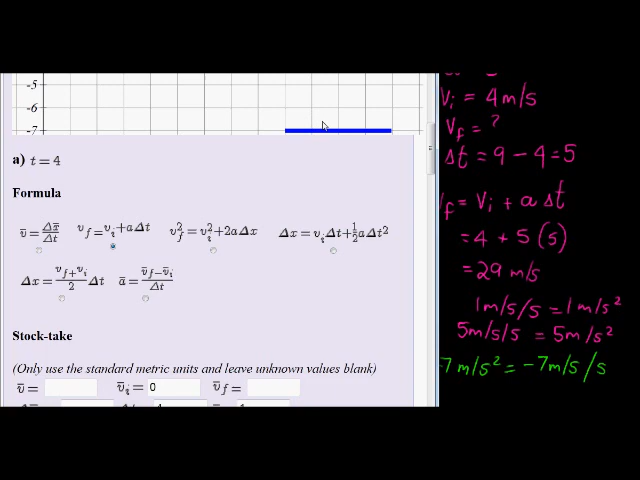 -5
-6
-7
a) t = 4
Formula
v̄ = Δx̄/Δt   v_f = v_i + aΔt   v_f² = v_i² + 2aΔx   Δx = v_iΔt + ½aΔt²
Δx = (v_f + v_i)/2 Δt   ā = (v̄_f − v̄_i)/Δt
Stock-take
(Only use the standard metric units and leave unknown values blank)
v̄ =   v̄_i = 0   v̄_f =
V_i = 4 m/s
V_f = ?
Δt = 9 − 4 = 5
_f = V_i + a Δt
= 4 + 5 (5)
= 29 m/s
1 m/s/s = 1 m/s²
5 m/s/s = 5 m/s²
-7 m/s² = -7 m/s/s